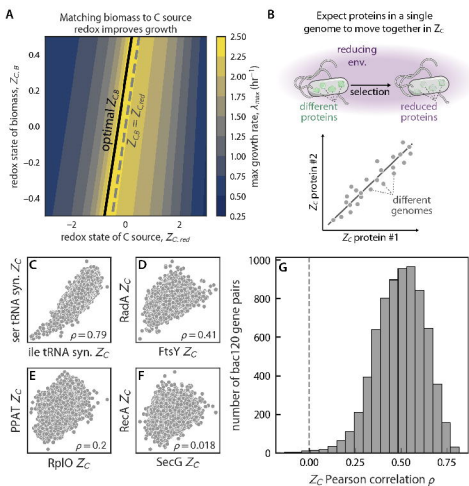 A
Matching biomass to C source
redox improves growth
redox state of biomass, Z_C,B
0.4
0.2
0.0
−0.2
−0.4
optimal Z_C,B
Z_C,B = Z_C,red
−2
0
2
redox state of C source, Z_C,red
2.50
2.25
2.00
1.75
1.50
1.25
1.00
0.75
0.50
0.25
max growth rate, λmax (hr⁻¹)
B
Expect proteins in a single
genome to move together in Z_C
reducing
env.
selection
different
proteins
reduced
proteins
Z_C protein #2
different
genomes
Z_C protein #1
C
ser tRNA syn. Z_C
ρ = 0.79
ile tRNA syn. Z_C
D
RadA Z_C
ρ = 0.41
FtsY Z_C
E
PPAT Z_C
ρ = 0.2
RplO Z_C
F
RecA Z_C
ρ = 0.018
SecG Z_C
G
number of bac120 gene pairs
1000
800
600
400
200
0
0.00
0.25
0.50
0.75
Z_C Pearson correlation ρ